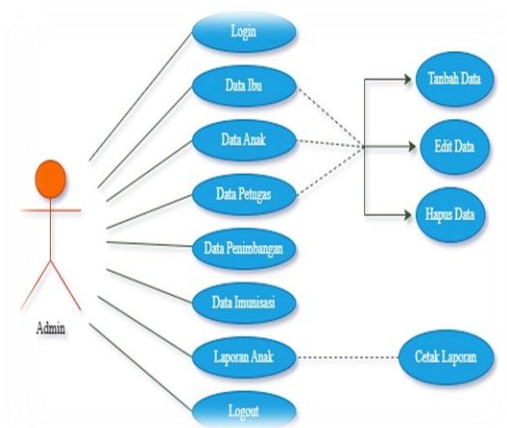 Login
Data Ibu
Data Anak
Data Petugas
Data Penimbangan
Data Imunisasi
Laporan Anak
Logout
Admin
Tanbah Data
Edit Data
Hapus Data
Cetak Laporan